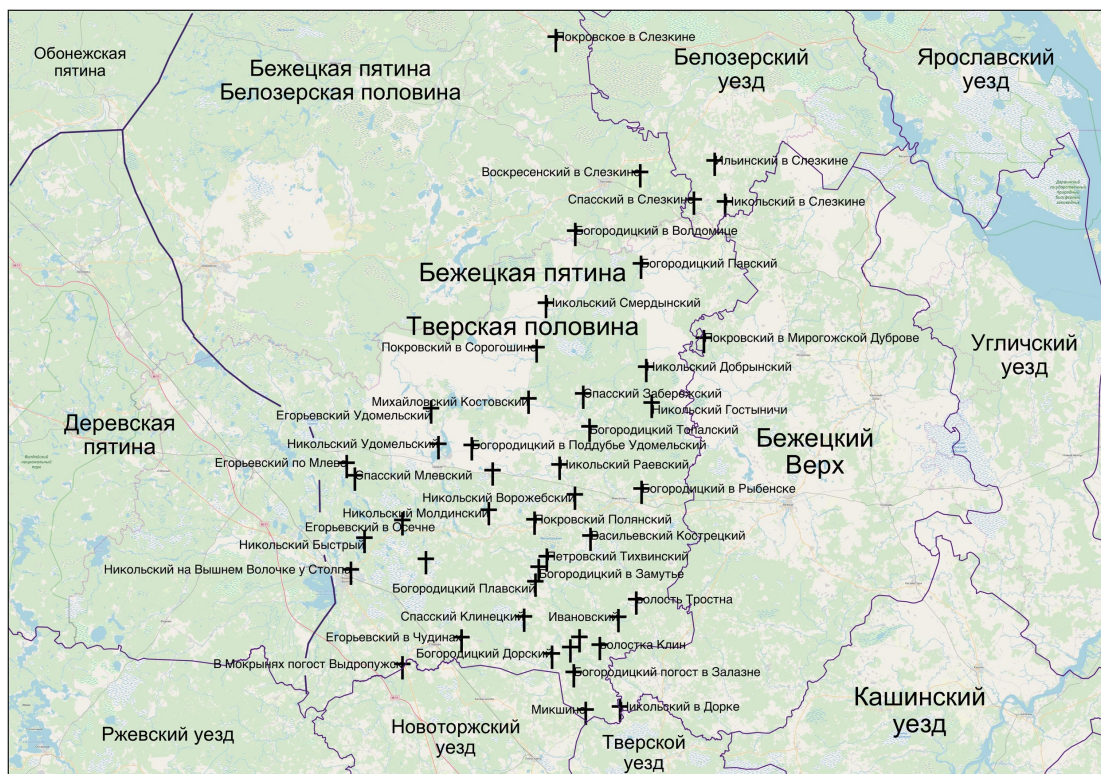 Покровское в Слезкине
Обонежская
пятина
Бежецкая пятина
Белозерская половина
Белозерский
уезд
Ярославский
уезд
Ильинский в Слезкине
Воскресенский в Слезкине
Спасский в Слезкине
Никольский в Слезкине
Богородицкий в Волдомице
Богородицкий Павский
Бежецкая пятина
Никольский Смердынский
Тверская половина
Покровский в Мирогожской Дуброве
Покровский в Сорогошине
Угличский
уезд
Никольский Добрынский
Спасский Забережский
Михайловский Костовский
Никольский Гостыничи
Егорьевский Удомельский
Деревская
пятина
Богородицкий Топалский
Бежецкий
Верх
Никольский Удомельский
Богородицкий в Поддубье Удомельский
Егорьевский по Млеве
Никольский Раевский
Спасский Млевский
Богородицкий в Рыбенске
Никольский Ворожебский
Никольский Молдинский
Покровский Полянский
Егорьевский в Осечне
Васильевский Кострецкий
Никольский Быстрый
Петровский Тихвинский
Никольский на Вышнем Волочке у Столпа
Богородицкий в Замутье
Богородицкий Плавский
Волость Тростна
Спасский Клинецкий
Ивановский
Егорьевский в Чудинах
Волостка Клин
Богородицкий Дорский
В Мокрынях погост Выдропужск
Богородицкий погост в Залазне
Кашинский
уезд
Микшино
Никольский в Дорке
Новоторжский
уезд
Ржевский уезд
Тверской
уезд